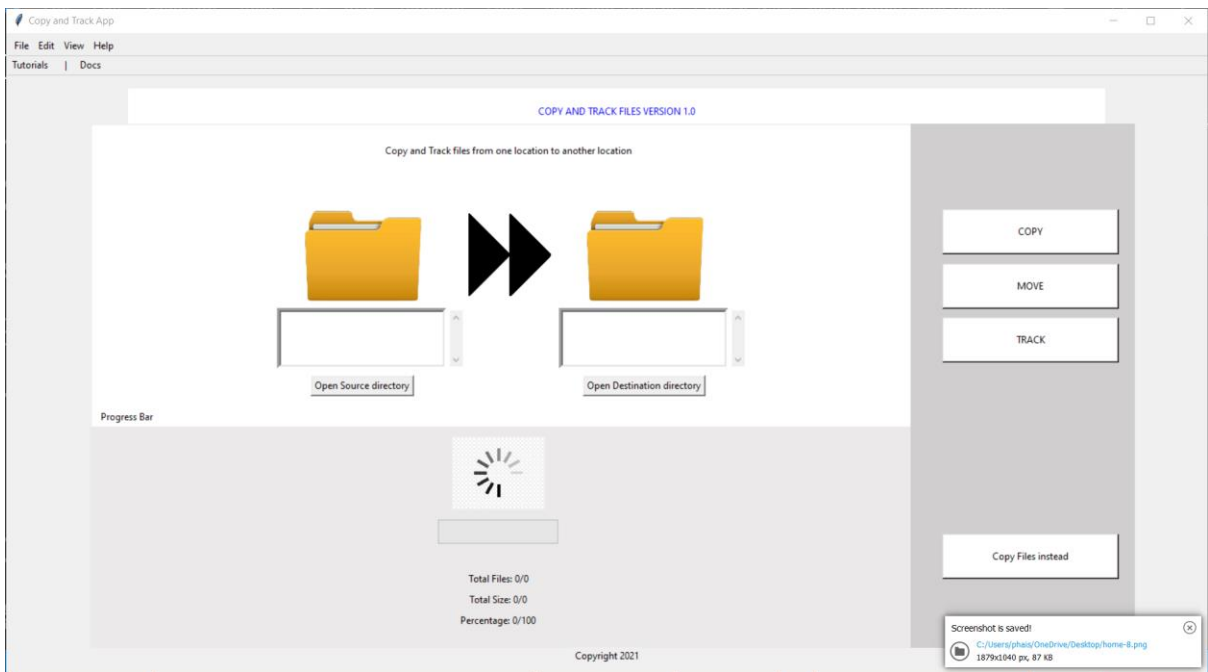 Copy and Track App
File Edit View Help
Tutorials | Docs
COPY AND TRACK FILES VERSION 1.0
Copy and Track files from one location to another location
Open Source directory
Open Destination directory
Progress Bar
Total Files: 0/0
Total Size: 0/0
Percentage: 0/100
COPY
MOVE
TRACK
Copy Files instead
Copyright 2021
Screenshot is saved!
C:/Users/phais/OneDrive/Desktop/home-8.png
1879x1040 px, 87 KB